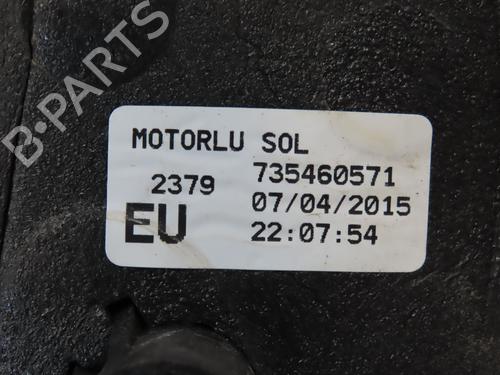 B-PARTS
MOTORLU SOL
2379 735460571
EU 07/04/2015
22:07:54